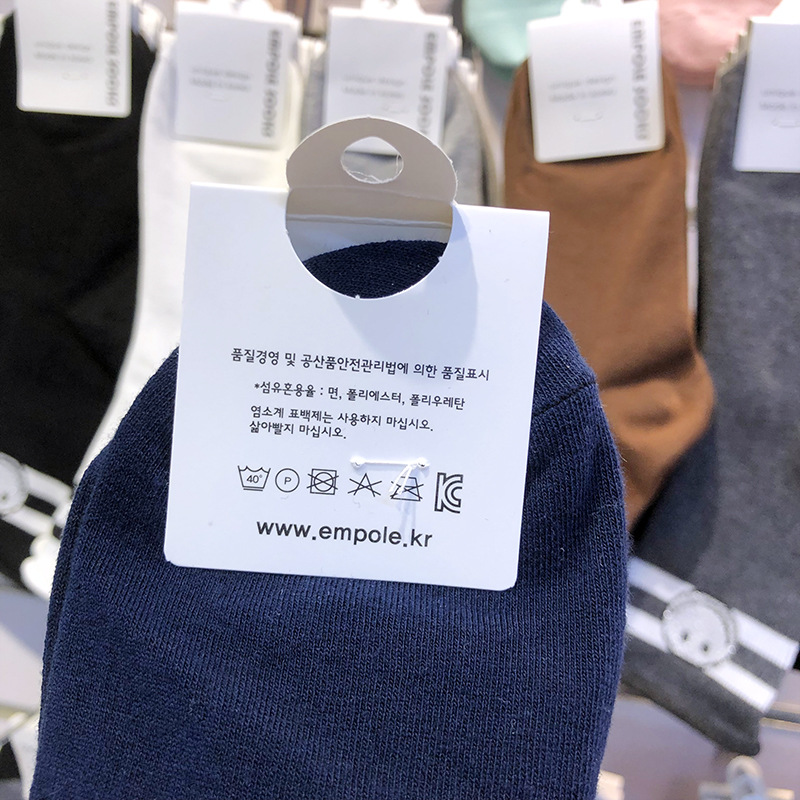 품질경영 및 공산품안전관리법에 의한 품질표시
*섬유혼용율 : 면, 폴리에스터, 폴리우레탄
염소계 표백제는 사용하지 마십시오.
삶아빨지 마십시오.
40° P
www.empole.kr